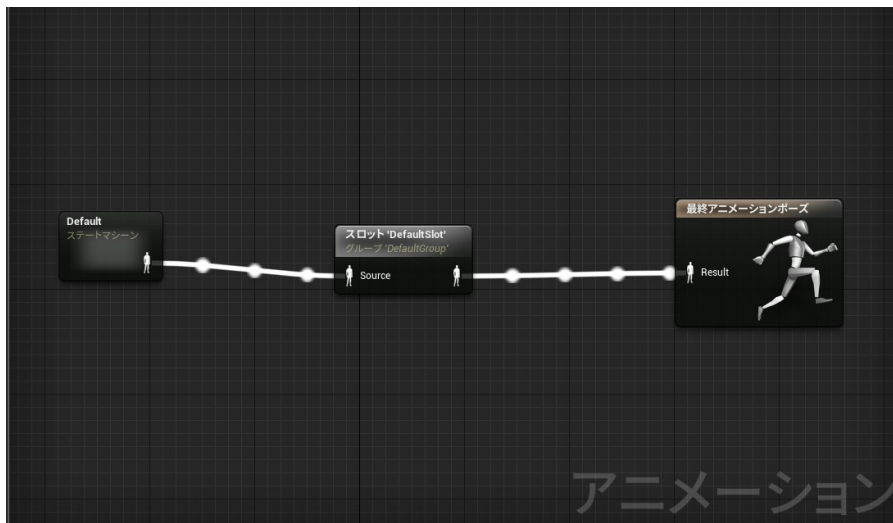 Default
ステートマシーン
スロット 'DefaultSlot'
グループ 'DefaultGroup'
Source
最終アニメーションポーズ
Result
アニメーション